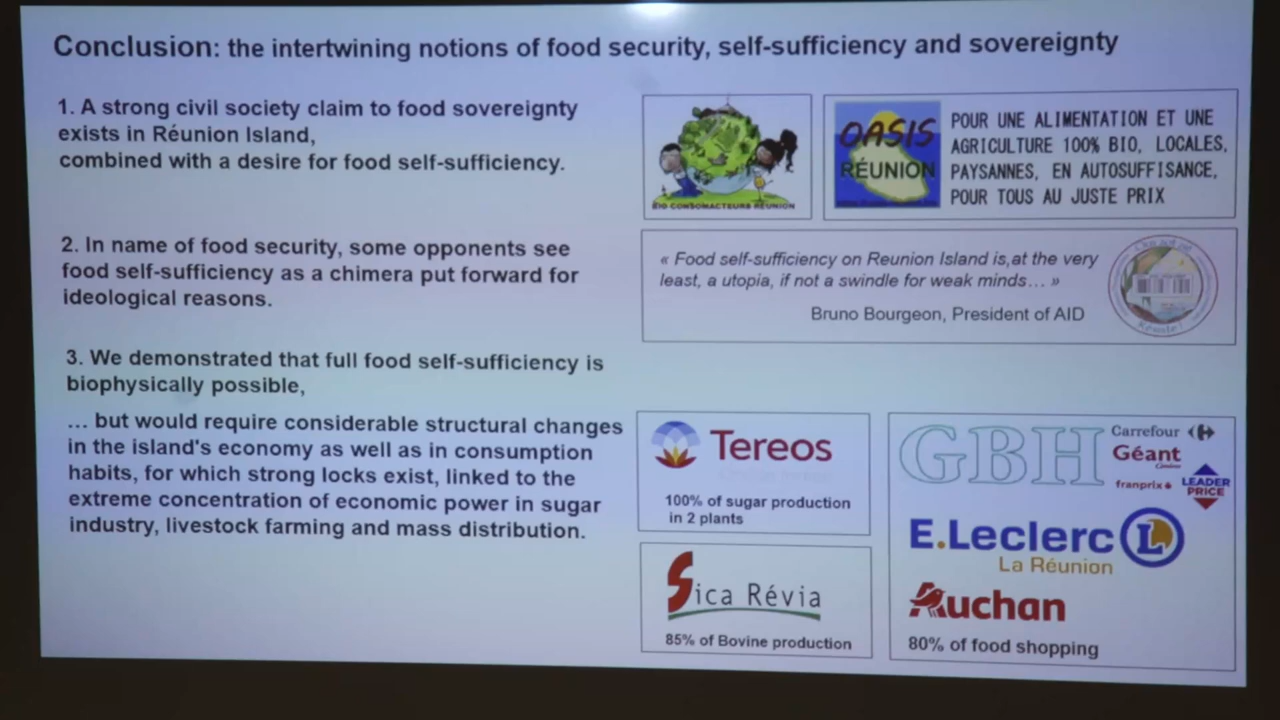 Conclusion: the intertwining notions of food security, self-sufficiency and sovereignty
1. A strong civil society claim to food sovereignty
exists in Réunion Island,
combined with a desire for food self-sufficiency.
BIO CONSOMACTEURS RÉUNION
OASIS
RÉUNION
POUR UNE ALIMENTATION ET UNE
AGRICULTURE 100% BIO, LOCALES,
PAYSANNES, EN AUTOSUFFISANCE,
POUR TOUS AU JUSTE PRIX
2. In name of food security, some opponents see
food self-sufficiency as a chimera put forward for
ideological reasons.
« Food self-sufficiency on Reunion Island is,at the very
least, a utopia, if not a swindle for weak minds… »
Bruno Bourgeon, President of AID
3. We demonstrated that full food self-sufficiency is
biophysically possible,
... but would require considerable structural changes
in the island's economy as well as in consumption
habits, for which strong locks exist, linked to the
extreme concentration of economic power in sugar
industry, livestock farming and mass distribution.
Tereos
100% of sugar production
in 2 plants
Sica Révia
85% of Bovine production
GBH
Carrefour
Géant
Casino
franprix
LEADER
PRICE
E.Leclerc L
La Réunion
Auchan
80% of food shopping